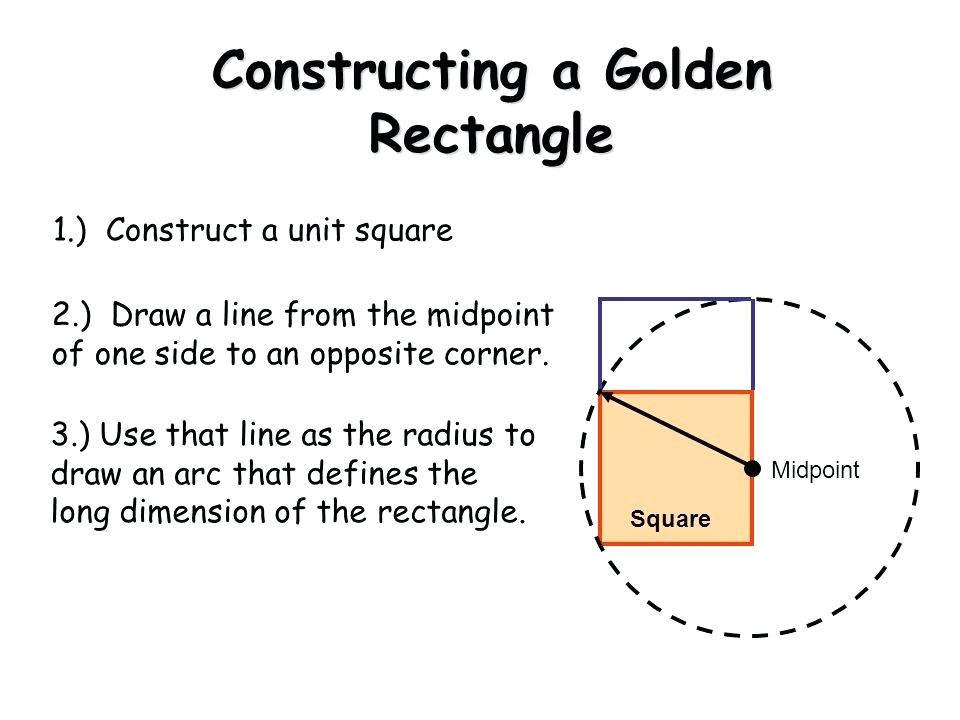 Constructing a Golden
Rectangle
1.) Construct a unit square
2.) Draw a line from the midpoint
of one side to an opposite corner.
3.) Use that line as the radius to
draw an arc that defines the
long dimension of the rectangle.
Midpoint
Square